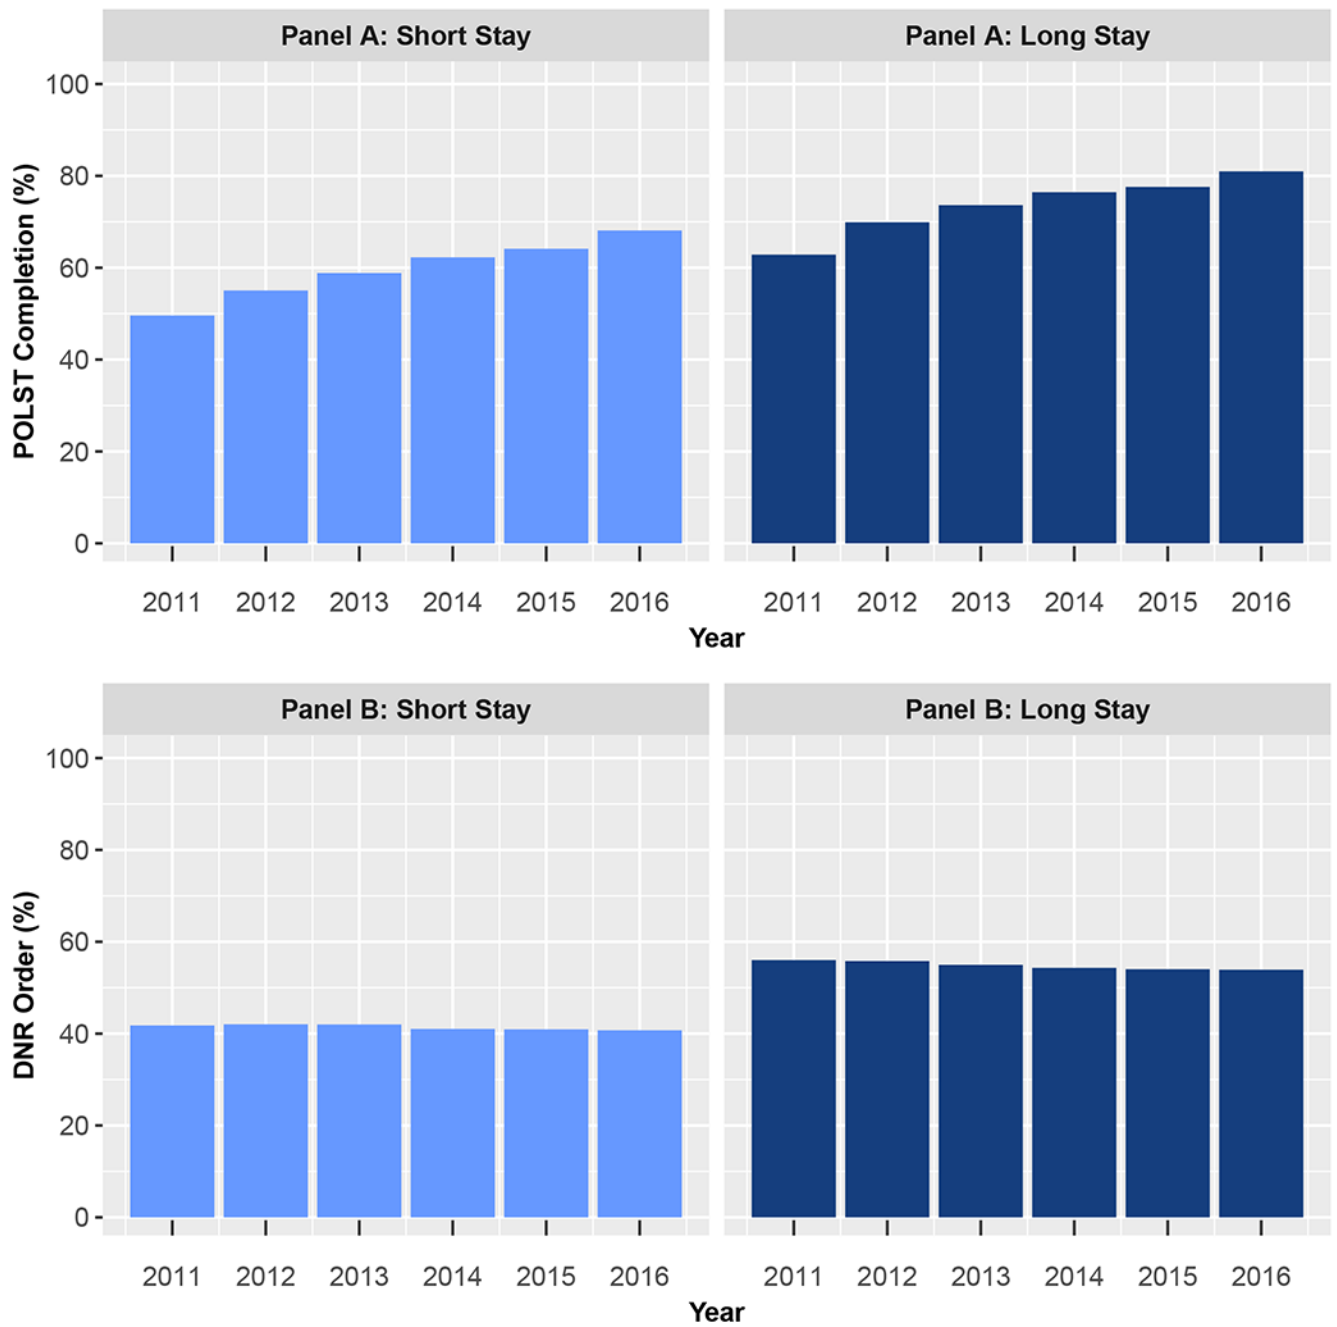 Panel A: Short Stay
Panel A: Long Stay
POLST Completion (%)
100
80
60
40
20
0
2011 2012 2013 2014 2015 2016
2011 2012 2013 2014 2015 2016
Year
Panel B: Short Stay
Panel B: Long Stay
DNR Order (%)
100
80
60
40
20
0
2011 2012 2013 2014 2015 2016
2011 2012 2013 2014 2015 2016
Year